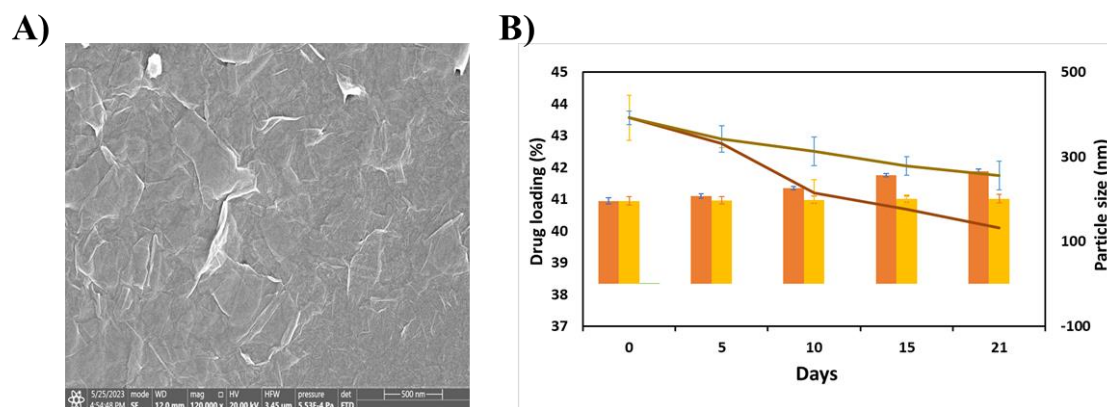 A)
B)
5/25/2023 mode WD mag □ HV HFW pressure det
4:54:48 PM SE 12.0 mm 120,000 x 20.00 kV 3.45 µm 5.53E-4 Pa ETD
500 nm
Drug loading (%)
45
44
43
42
41
40
39
38
37
0 5 10 15 21
Days
500
300
100
-100
Particle size (nm)